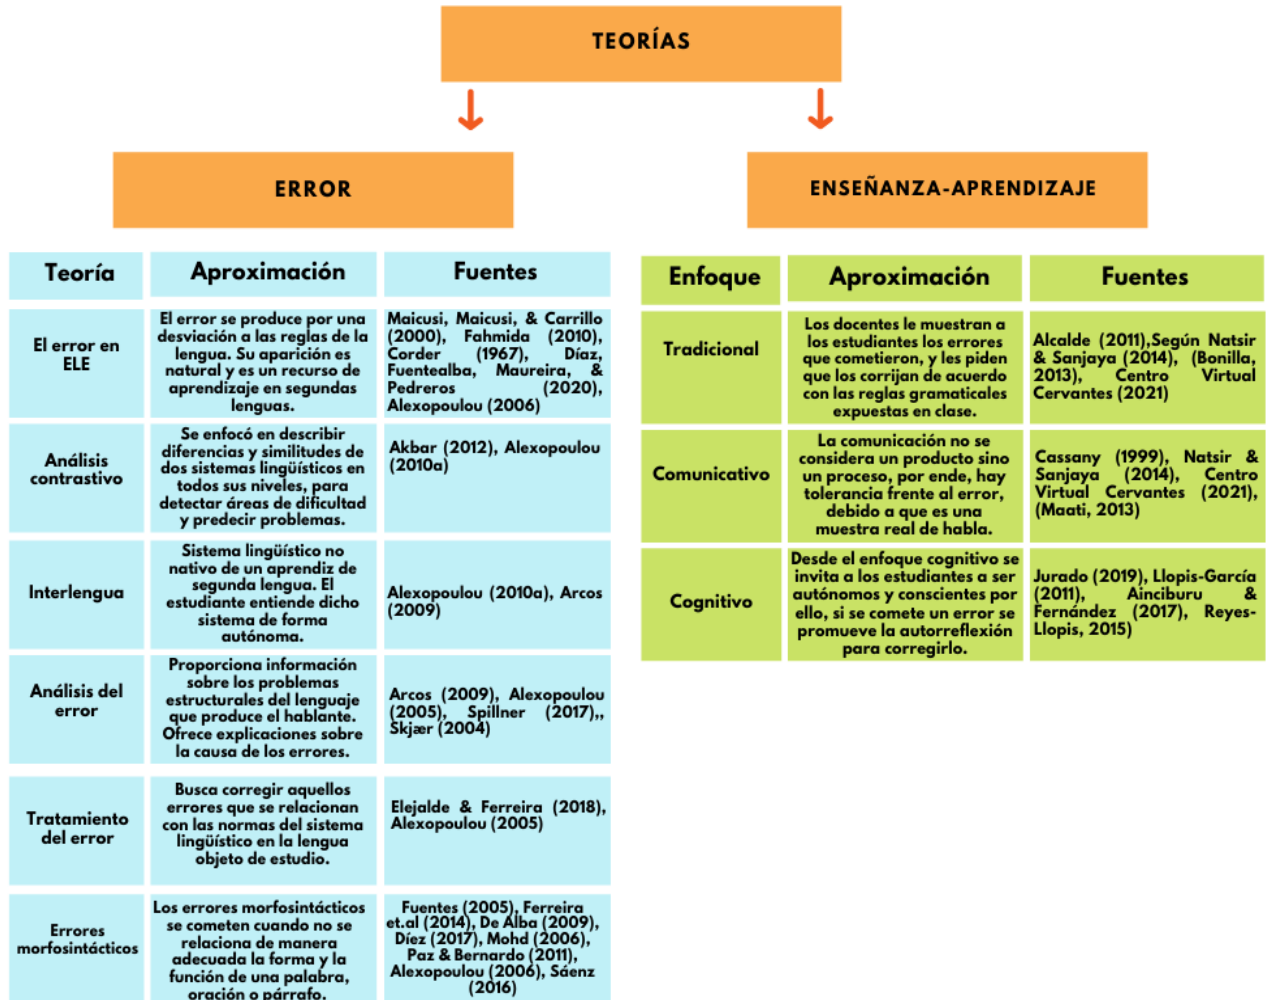 TEORÍAS
ERROR
ENSEÑANZA-APRENDIZAJE
Teoría
Aproximación
Fuentes
El error en
ELE
El error se produce por una
desviación a las reglas de la
lengua. Su aparición es
natural y es un recurso de
aprendizaje en segundas
lenguas.
Maicusi, Maicusi, & Carrillo
(2000), Fahmida (2010),
Corder (1967), Díaz,
Fuentealba, Maureira, &
Pedreros (2020),
Alexopoulou (2006)
Análisis
contrastivo
Se enfocó en describir
diferencias y similitudes de
dos sistemas lingüísticos en
todos sus niveles, para
detectar áreas de dificultad
y predecir problemas.
Akbar (2012), Alexopoulou
(2010a)
Interlengua
Sistema lingüístico no
nativo de un aprendiz de
segunda lengua. El
estudiante entiende dicho
sistema de forma
autónoma.
Alexopoulou (2010a), Arcos
(2009)
Análisis del
error
Proporciona información
sobre los problemas
estructurales del lenguaje
que produce el hablante.
Ofrece explicaciones sobre
la causa de los errores.
Arcos (2009), Alexopoulou
(2005), Spillner (2017),,
Skjær (2004)
Tratamiento
del error
Busca corregir aquellos
errores que se relacionan
con las normas del sistema
lingüístico en la lengua
objeto de estudio.
Elejalde & Ferreira (2018),
Alexopoulou (2005)
Errores
morfosintácticos
Los errores morfosintácticos
se cometen cuando no se
relaciona de manera
adecuada la forma y la
función de una palabra,
oración o párrafo.
Fuentes (2005), Ferreira
et.al (2014), De Alba (2009),
Díez (2017), Mohd (2006),
Paz & Bernardo (2011),
Alexopoulou (2006), Sáenz
(2016)
Enfoque
Aproximación
Fuentes
Tradicional
Los docentes le muestran a
los estudiantes los errores
que cometieron, y les piden
que los corrijan de acuerdo
con las reglas gramaticales
expuestas en clase.
Alcalde (2011),Según Natsir
& Sanjaya (2014), (Bonilla,
2013), Centro Virtual
Cervantes (2021)
Comunicativo
La comunicación no se
considera un producto sino
un proceso, por ende, hay
tolerancia frente al error,
debido a que es una
muestra real de habla.
Cassany (1999), Natsir &
Sanjaya (2014), Centro
Virtual Cervantes (2021),
(Maati, 2013)
Cognitivo
Desde el enfoque cognitivo se
invita a los estudiantes a ser
autónomos y conscientes por
ello, si se comete un error se
promueve la autorreflexión
para corregirlo.
Jurado (2019), Llopis-García
(2011), Ainciburu &
Fernández (2017), Reyes-
Llopis, 2015)